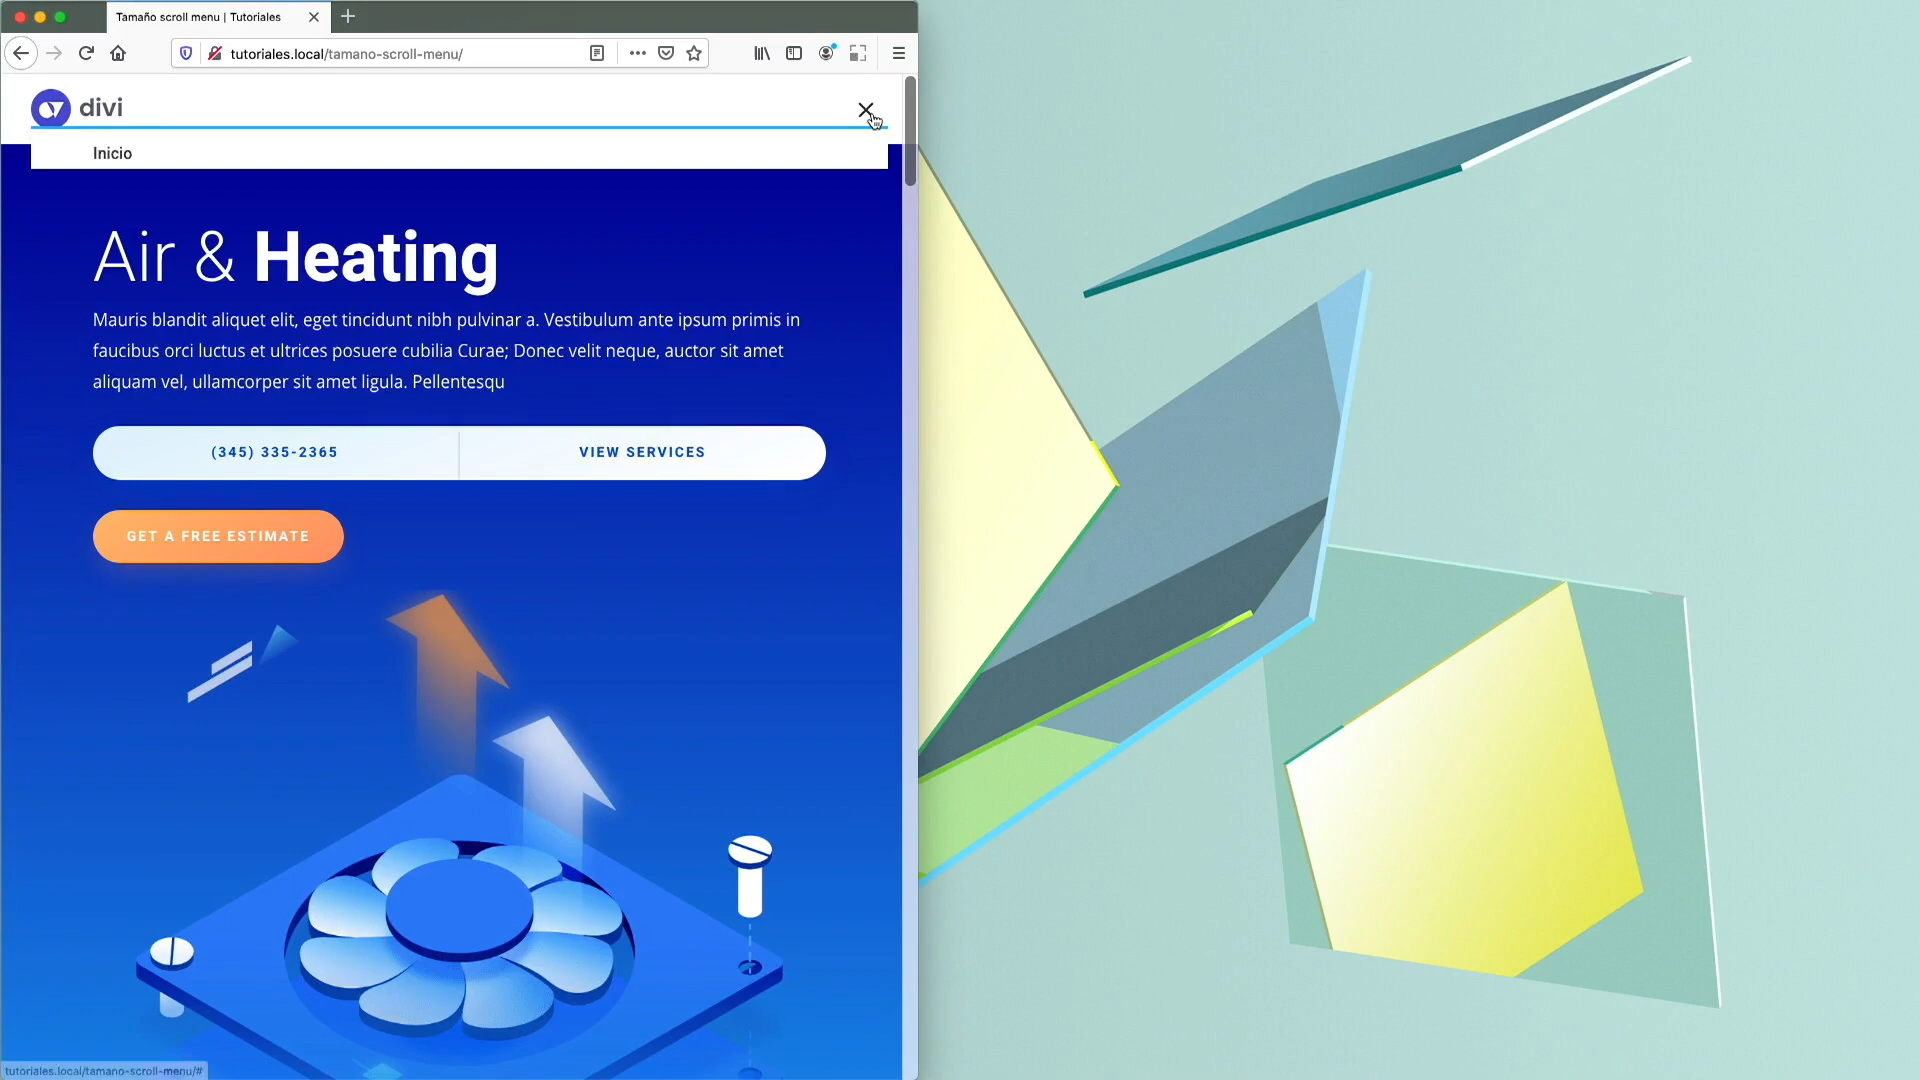 Tamaño scroll menu | Tutoriales
tutoriales.local/tamano-scroll-menu/
divi
Inicio
Air & Heating
Mauris blandit aliquet elit, eget tincidunt nibh pulvinar a. Vestibulum ante ipsum primis in
faucibus orci luctus et ultrices posuere cubilia Curae; Donec velit neque, auctor sit amet
aliquam vel, ullamcorper sit amet ligula. Pellentesqu
(345) 335-2365
VIEW SERVICES
GET A FREE ESTIMATE
tutoriales.local/tamano-scroll-menu/#